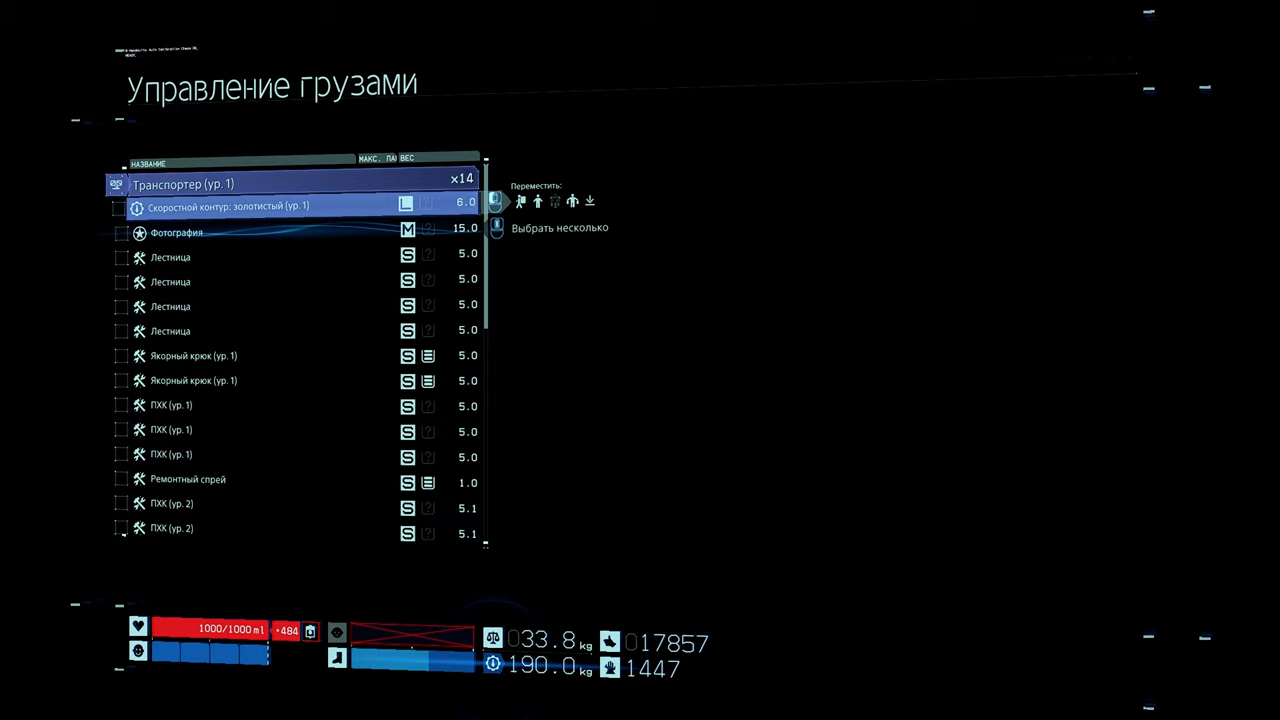 Управление грузами
НАЗВАНИЕ МАКС. ПА ВЕС
Транспортер (ур. 1) x14
Скоростной контур: золотистый (ур. 1) L 6.0
Фотография M 15.0
Лестница S 5.0
Лестница S 5.0
Лестница S 5.0
Лестница S 5.0
Якорный крюк (ур. 1) S 5.0
Якорный крюк (ур. 1) S 5.0
ПХК (ур. 1) S 5.0
ПХК (ур. 1) S 5.0
ПХК (ур. 1) S 5.0
Ремонтный спрей S 1.0
ПХК (ур. 2) S 5.1
ПХК (ур. 2) S 5.1
Переместить:
Выбрать несколько
1000/1000 ml +484
033.8 kg 017857
190.0 kg 1447